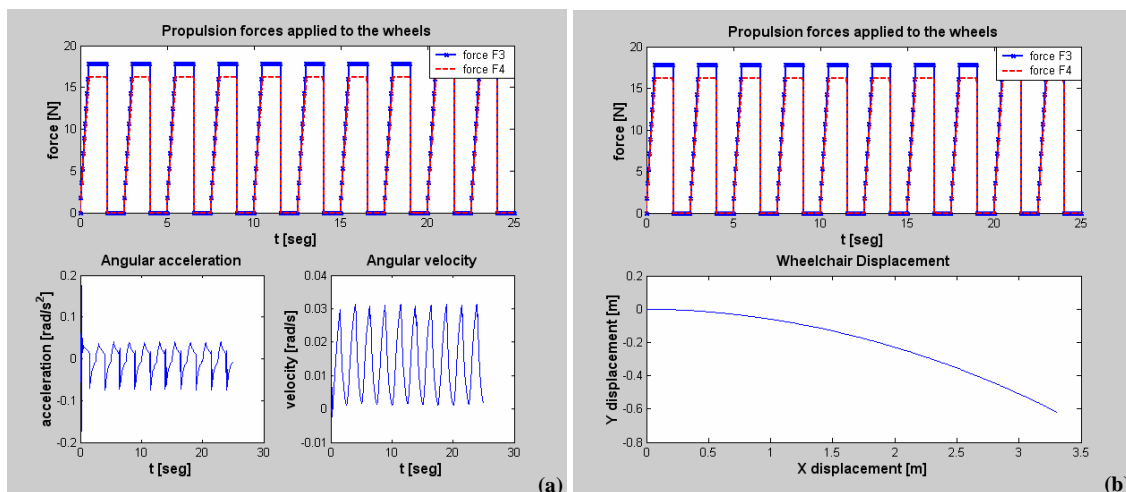 Propulsion forces applied to the wheels
force F3
force F4
20
15
10
5
0
force [N]
0 5 10 15 20 25
t [seg]
Angular acceleration
0.2
0.1
0
-0.1
-0.2
acceleration [rad/s²]
0 10 20 30
t [seg]
Angular velocity
0.04
0.03
0.02
0.01
0
-0.01
velocity [rad/s]
0 10 20 30
t [seg]
(a)
Propulsion forces applied to the wheels
force F3
force F4
20
15
10
5
0
force [N]
0 5 10 15 20 25
t [seg]
Wheelchair Displacement
0.2
0
-0.2
-0.4
-0.6
-0.8
Y displacement [m]
0 0.5 1 1.5 2 2.5 3 3.5
X displacement [m]
(b)